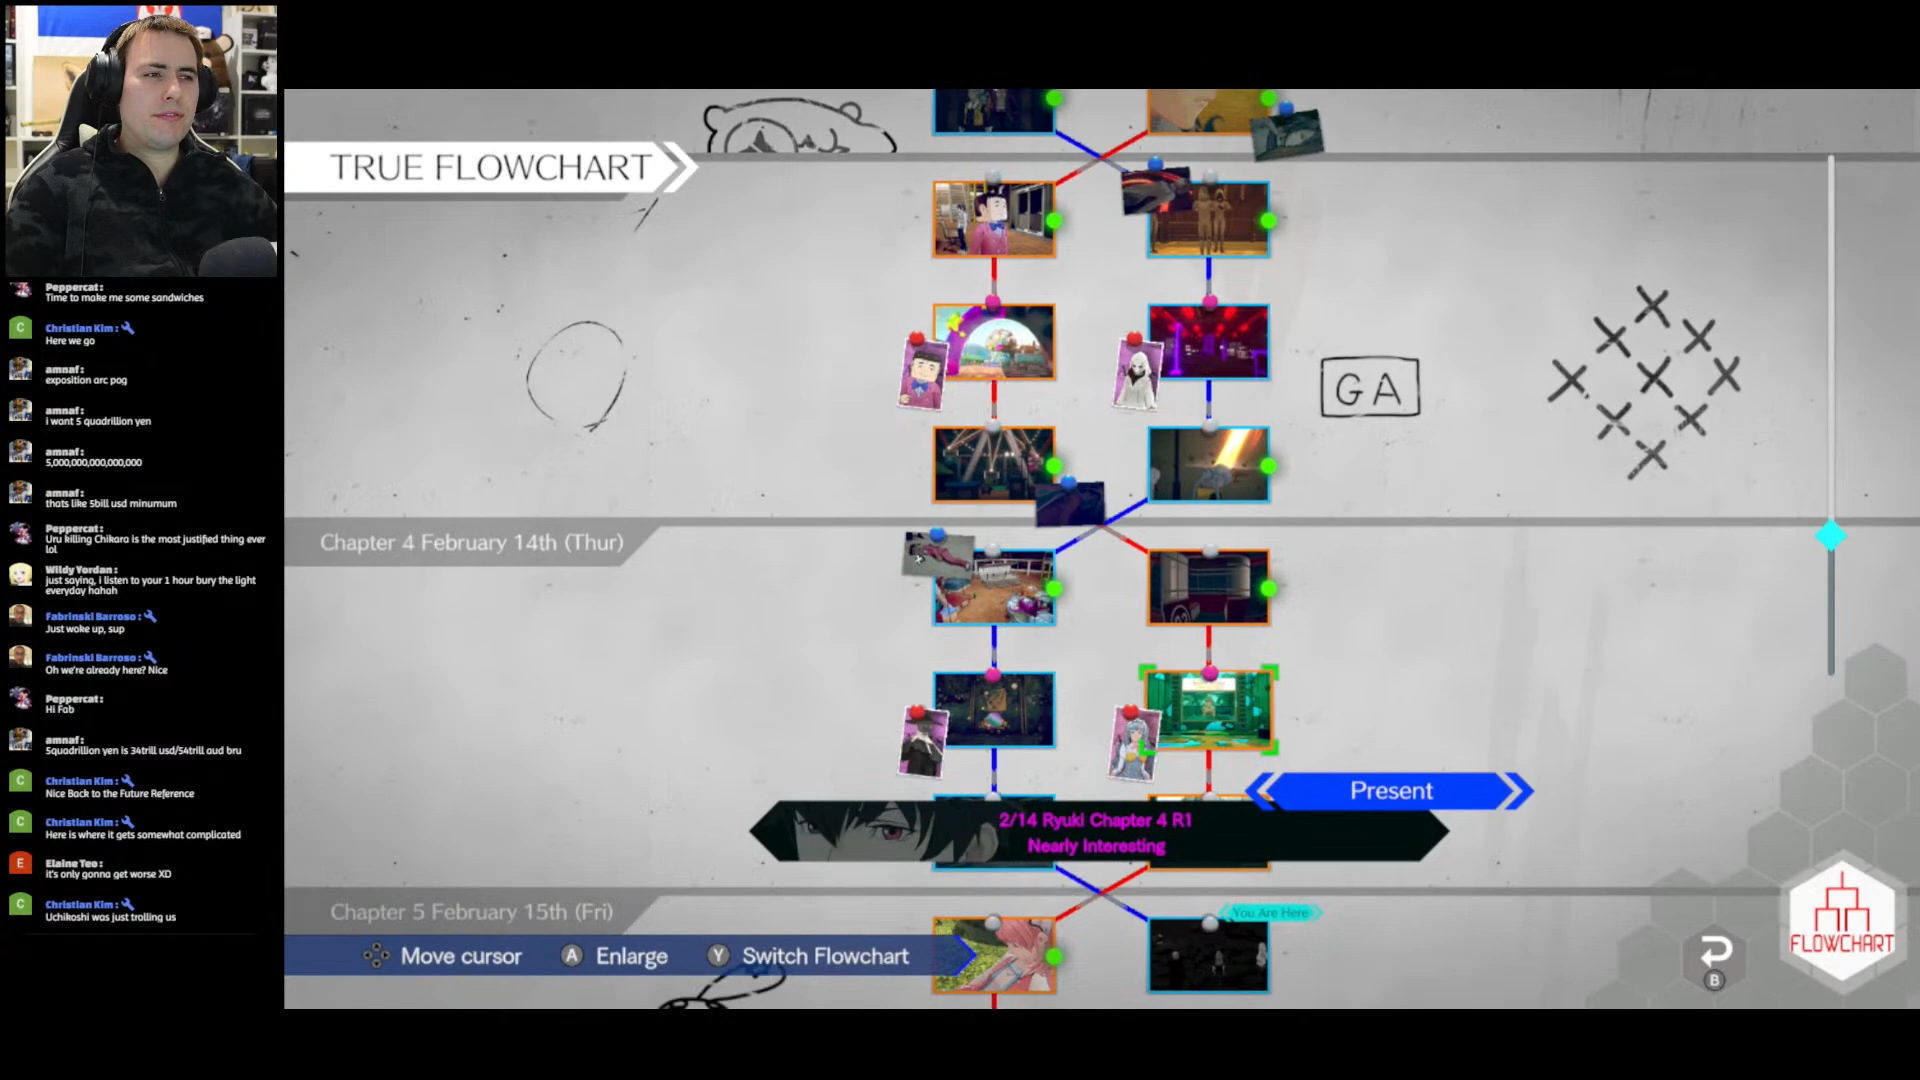 Peppercat:
Time to make me some sandwiches
C
Christian Kim:
Here we go
amnaf:
exposition arc pog
amnaf:
i want 5 quadrillion yen
amnaf:
5,000,000,000,000,000
amnaf:
thats like 5bill usd minumum
Peppercat:
Uru killing Chikara is the most justified thing ever
lol
Wildy Yordan:
just saying, i listen to your 1 hour bury the light
everyday hahah
Fabrinski Barroso:
Just woke up, sup
Fabrinski Barroso:
Oh we're already here? Nice
Peppercat:
Hi Fab
amnaf:
5quadrillion yen is 34trill usd/54trill aud bru
C
Christian Kim:
Nice Back to the Future Reference
C
Christian Kim:
Here is where it gets somewhat complicated
E
Elaine Teo:
it's only gonna get worse XD
C
Christian Kim:
Uchikoshi was just trolling us
TRUE FLOWCHART
GA
Chapter 4 February 14th (Thur)
Present
2/14 Ryuki Chapter 4 R1
Nearly Interesting
Chapter 5 February 15th (Fri)
You Are Here
Move cursor
A Enlarge
Y Switch Flowchart
B
FLOWCHART